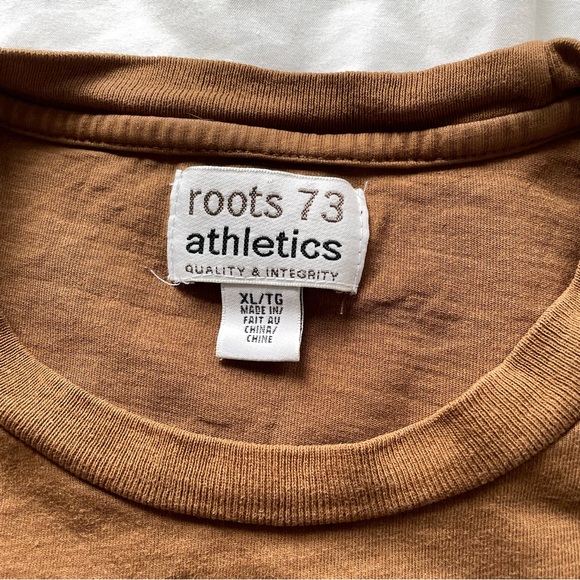 roots 73
athletics
QUALITY & INTEGRITY
XL/TG
MADE IN/
FAIT AU
CHINA/
CHINE